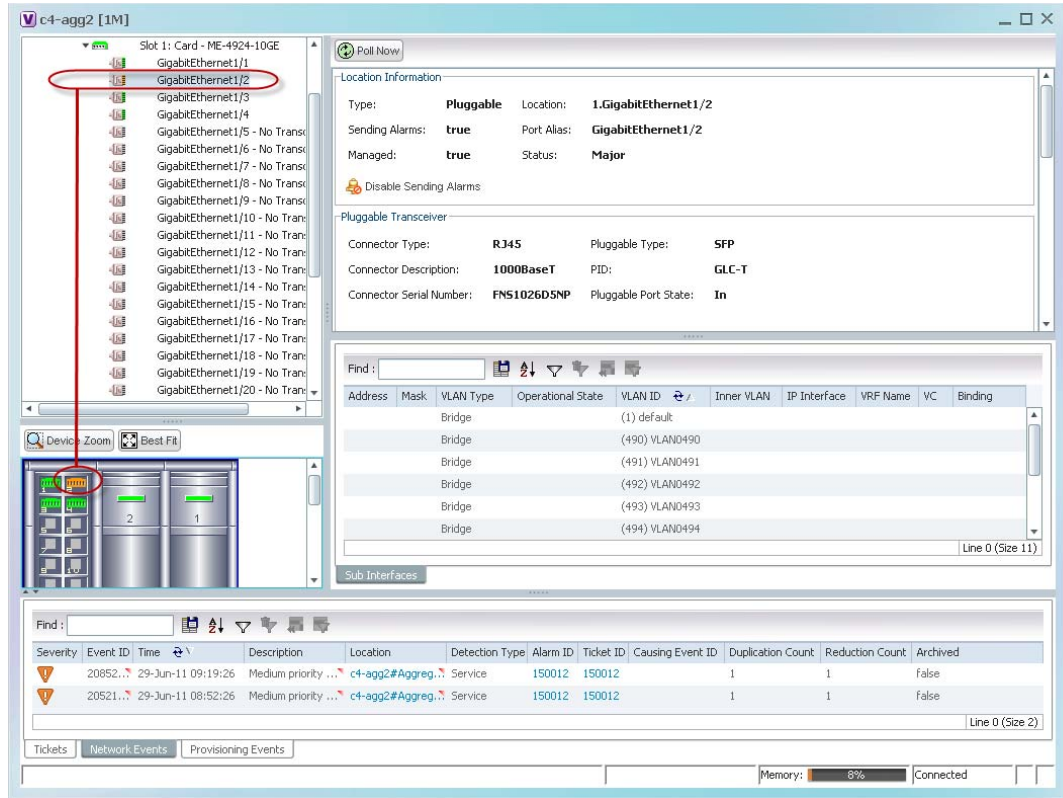 V c4-agg2 [1M]
Slot 1: Card - ME-4924-10GE
GigabitEthernet1/1
GigabitEthernet1/2
GigabitEthernet1/3
GigabitEthernet1/4
GigabitEthernet1/5 - No Transc
GigabitEthernet1/6 - No Transc
GigabitEthernet1/7 - No Transc
GigabitEthernet1/8 - No Transc
GigabitEthernet1/9 - No Transc
GigabitEthernet1/10 - No Trans
GigabitEthernet1/11 - No Trans
GigabitEthernet1/12 - No Trans
GigabitEthernet1/13 - No Trans
GigabitEthernet1/14 - No Trans
GigabitEthernet1/15 - No Trans
GigabitEthernet1/16 - No Trans
GigabitEthernet1/17 - No Trans
GigabitEthernet1/18 - No Trans
GigabitEthernet1/19 - No Trans
GigabitEthernet1/20 - No Trans
Device Zoom Best Fit
2 1
Poll Now
Location Information
Type: Pluggable Location: 1.GigabitEthernet1/2
Sending Alarms: true Port Alias: GigabitEthernet1/2
Managed: true Status: Major
Disable Sending Alarms
Pluggable Transceiver
Connector Type: RJ45 Pluggable Type: SFP
Connector Description: 1000BaseT PID: GLC-T
Connector Serial Number: FNS1026D5NP Pluggable Port State: In
Find :
Address Mask VLAN Type Operational State VLAN ID Inner VLAN IP Interface VRF Name VC Binding
Bridge (1) default
Bridge (490) VLAN0490
Bridge (491) VLAN0491
Bridge (492) VLAN0492
Bridge (493) VLAN0493
Bridge (494) VLAN0494
Line 0 (Size 11)
Sub Interfaces
Find :
Severity Event ID Time Description Location Detection Type Alarm ID Ticket ID Causing Event ID Duplication Count Reduction Count Archived
20852... 29-Jun-11 09:19:26 Medium priority ... c4-agg2#Aggreg... Service 150012 150012 1 1 false
20521... 29-Jun-11 08:52:26 Medium priority ... c4-agg2#Aggreg... Service 150012 150012 1 1 false
Line 0 (Size 2)
Tickets Network Events Provisioning Events
Memory: 8% Connected